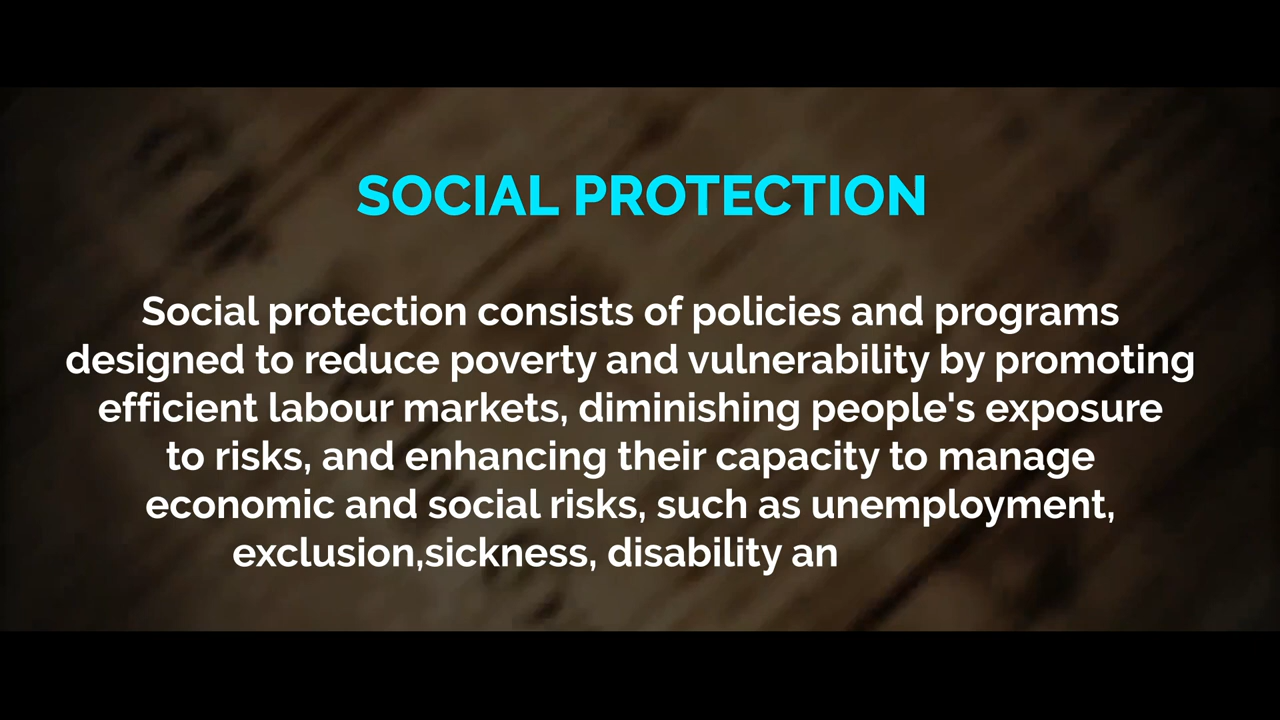 SOCIAL PROTECTION
Social protection consists of policies and programs
designed to reduce poverty and vulnerability by promoting
efficient labour markets, diminishing people's exposure
to risks, and enhancing their capacity to manage
economic and social risks, such as unemployment,
exclusion,sickness, disability an